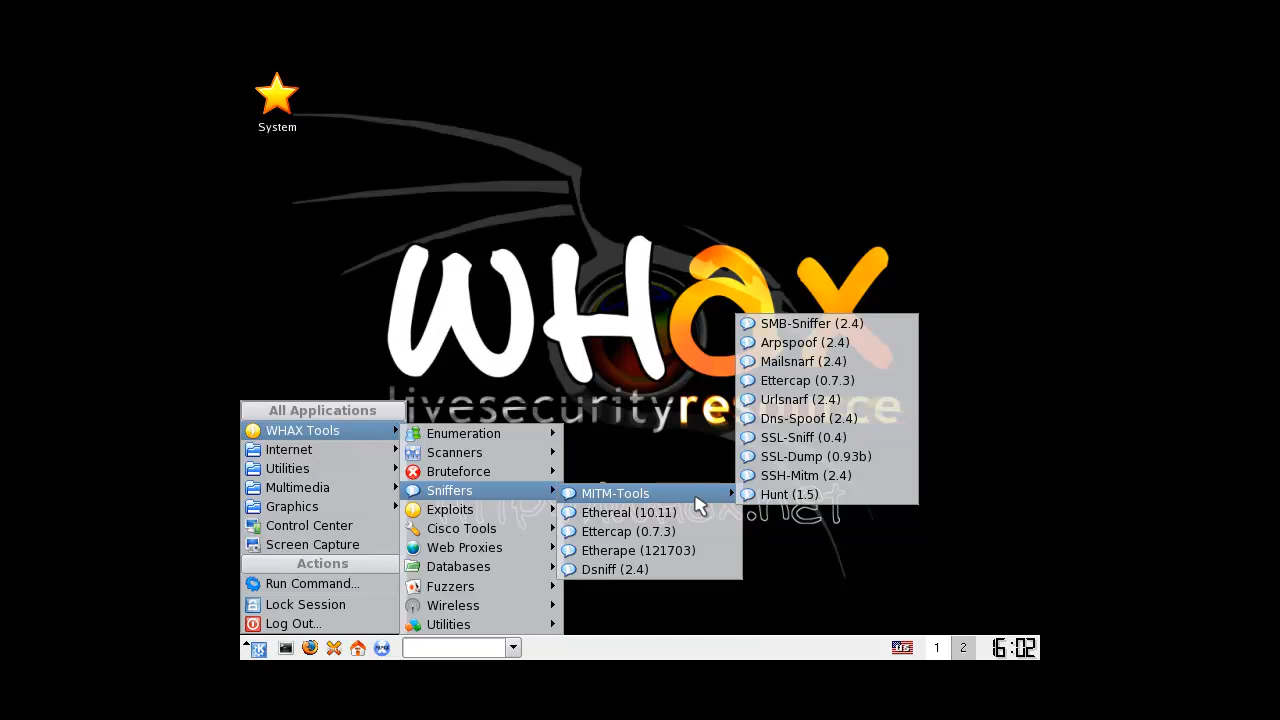 System
WHax
livesecurityresource
All Applications
WHAX Tools
Internet
Utilities
Multimedia
Graphics
Control Center
Screen Capture
Actions
Run Command...
Lock Session
Log Out...
Enumeration
Scanners
Bruteforce
Sniffers
Exploits
Cisco Tools
Web Proxies
Databases
Fuzzers
Wireless
Utilities
MITM-Tools
Ethereal (10.11)
Ettercap (0.7.3)
Etherape (121703)
Dsniff (2.4)
SMB-Sniffer (2.4)
Arpspoof (2.4)
Mailsnarf (2.4)
Ettercap (0.7.3)
Urlsnarf (2.4)
Dns-Spoof (2.4)
SSL-Sniff (0.4)
SSL-Dump (0.93b)
SSH-Mitm (2.4)
Hunt (1.5)
1 2 16:02